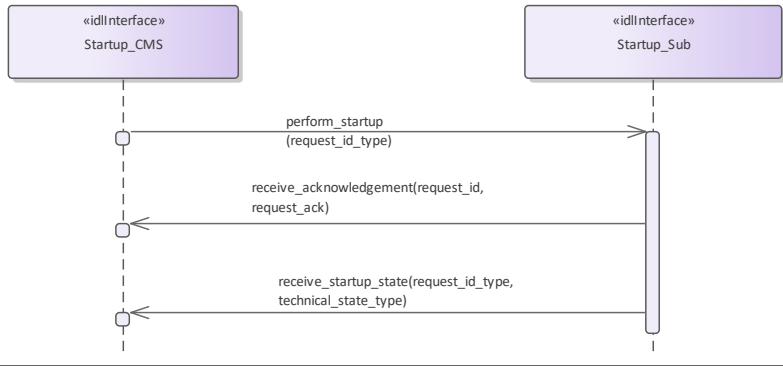 «idlInterface»
Startup_CMS
«idlInterface»
Startup_Sub
perform_startup
(request_id_type)
receive_acknowledgement(request_id,
request_ack)
receive_startup_state(request_id_type,
technical_state_type)